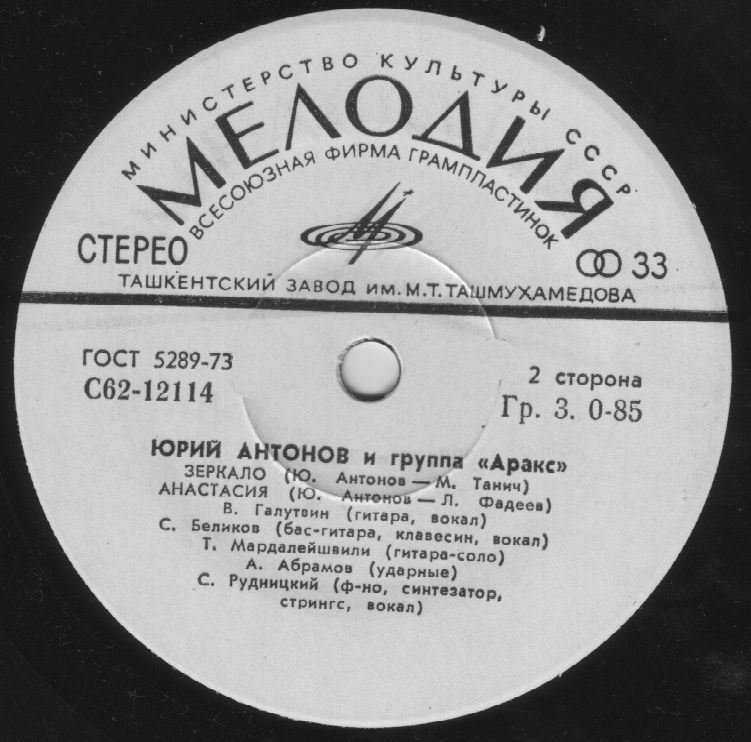 МИНИСТЕРСТВО КУЛЬТУРЫ СССР
МЕЛОДИЯ
ВСЕСОЮЗНАЯ ФИРМА ГРАМПЛАСТИНОК
СТЕРЕО
33
ТАШКЕНТСКИЙ ЗАВОД ИМ. М.Т.ТАШМУХАМЕДОВА
ГОСТ 5289-73
С62-12114
2 сторона
Гр. 3. 0-85
ЮРИЙ АНТОНОВ и группа «Аракс»
ЗЕРКАЛО (Ю. Антонов — М. Танич)
АНАСТАСИЯ (Ю. Антонов — Л. Фадеев)
В. Галутвин (гитара, вокал)
С. Беликов (бас-гитара, клавесин, вокал)
Т. Мардалейшвили (гитара-соло)
А. Абрамов (ударные)
С. Рудницкий (ф-но, синтезатор,
стрингс, вокал)